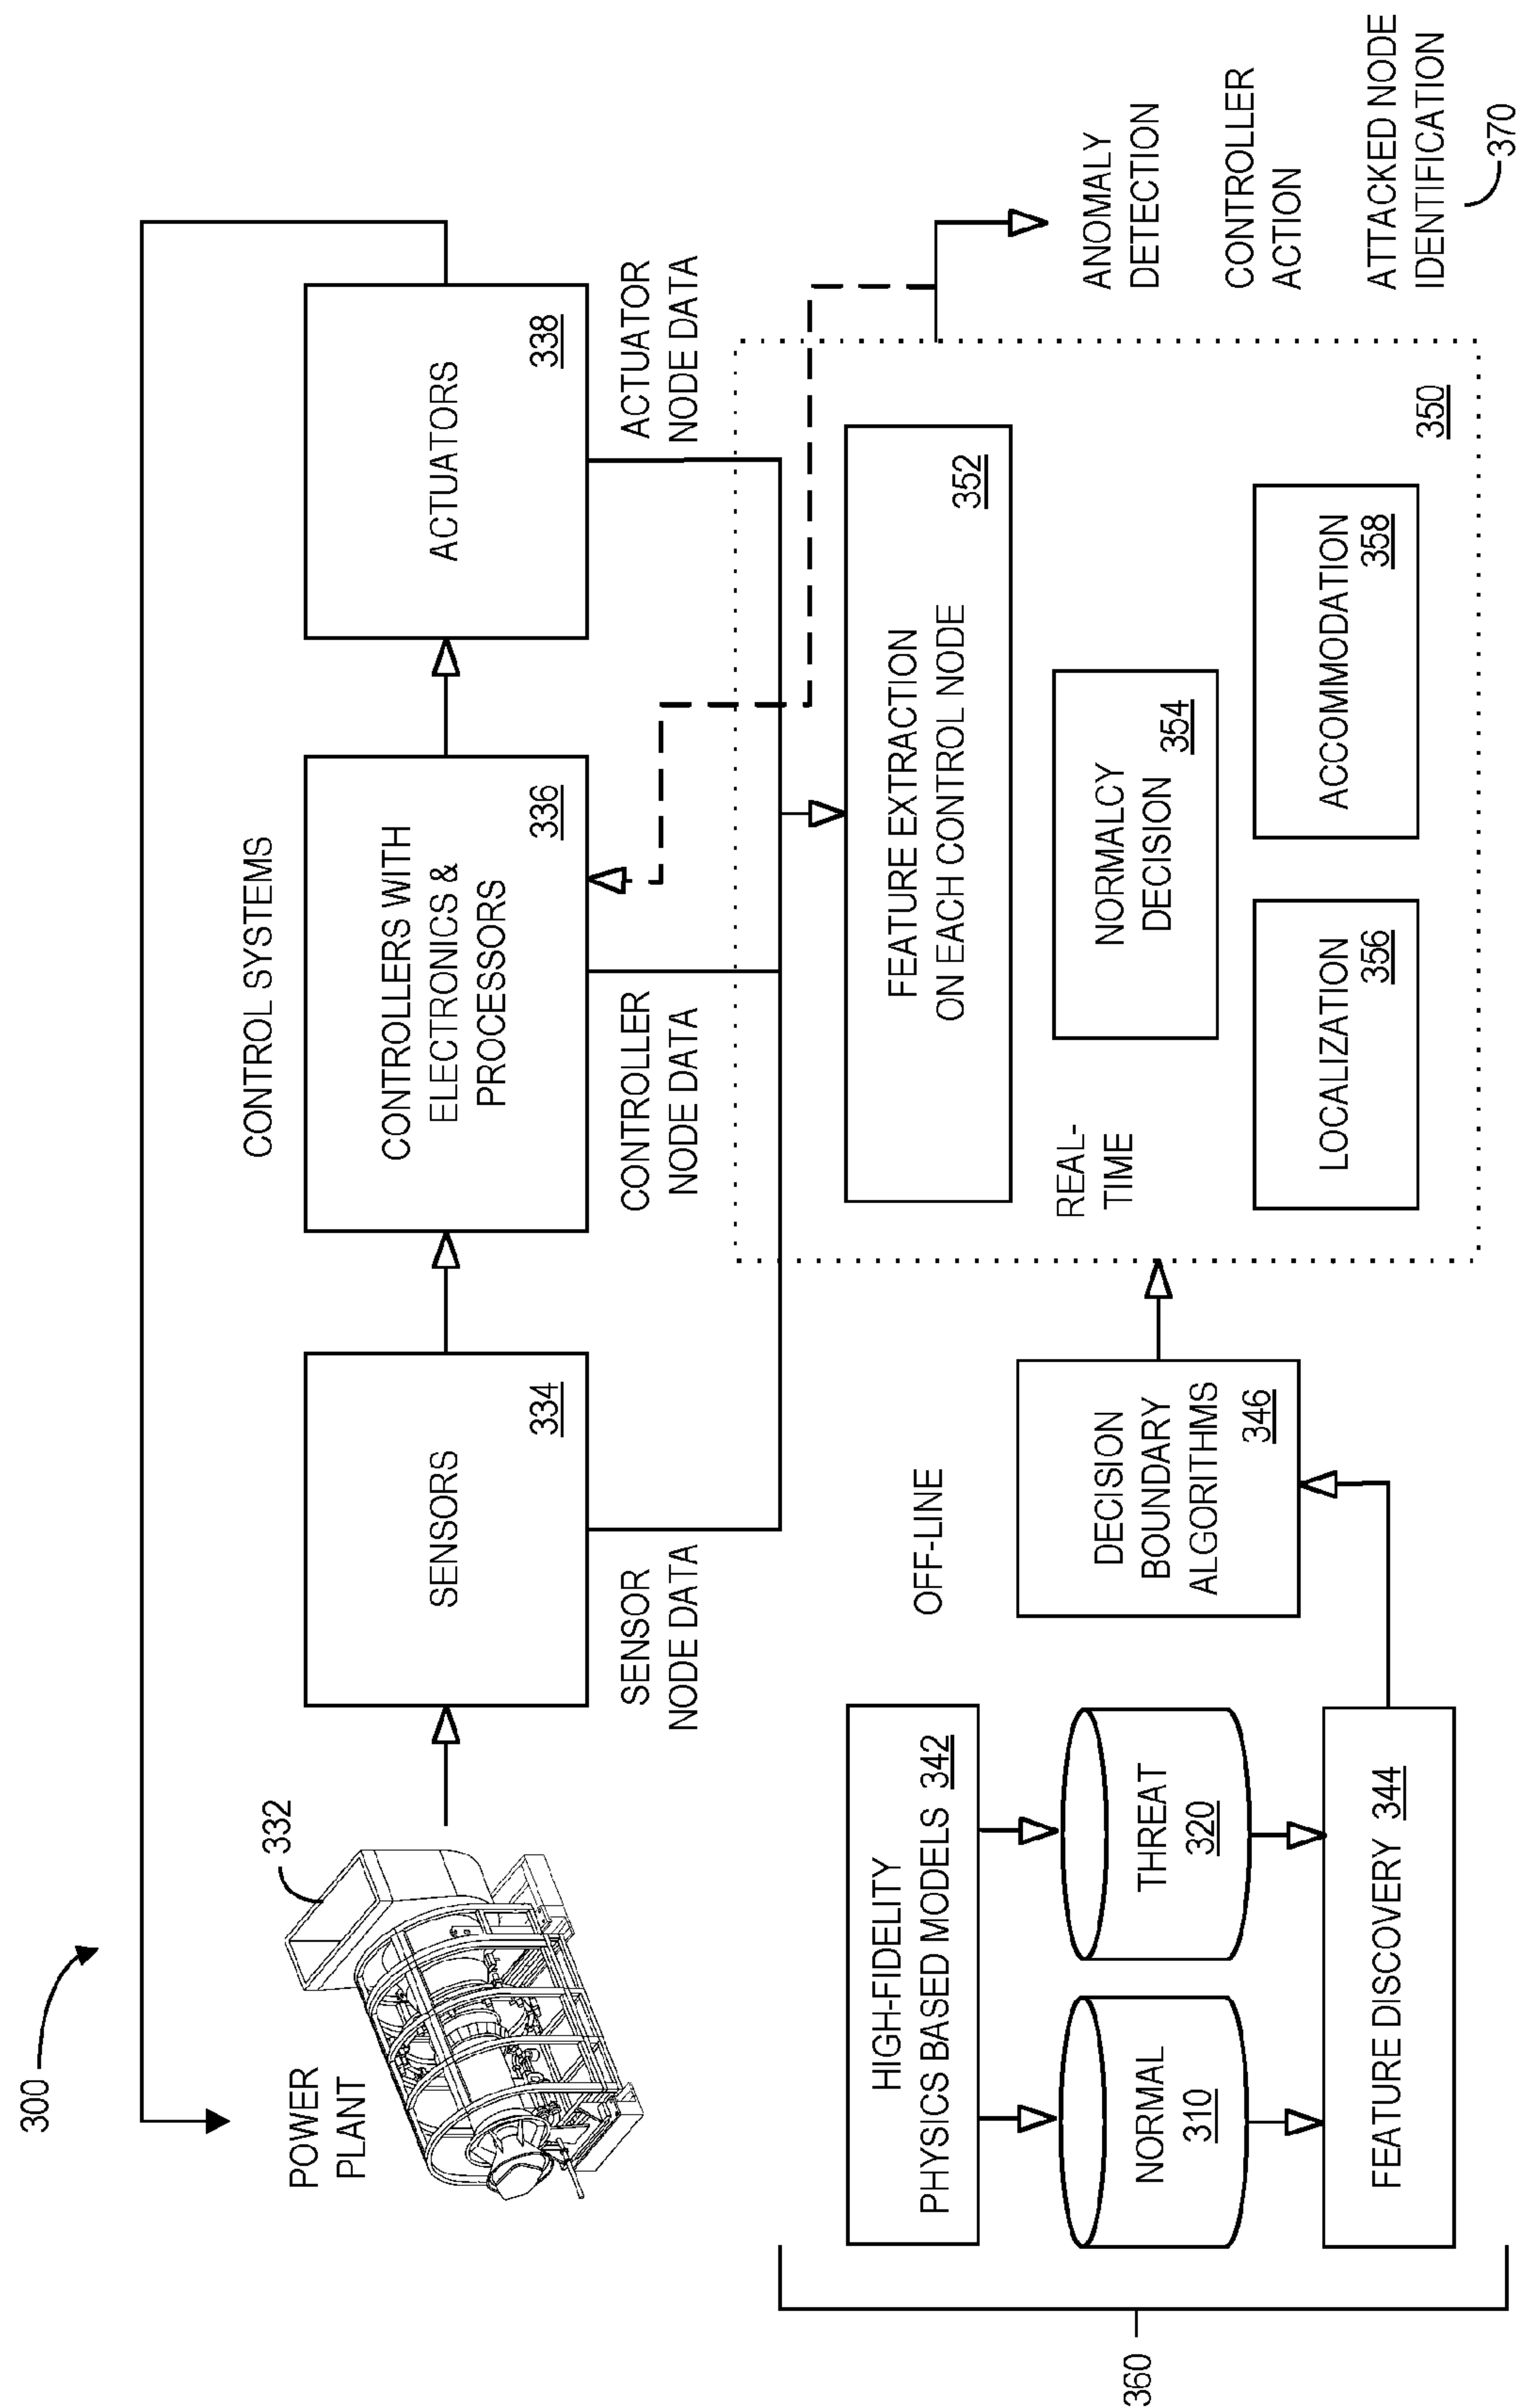 300
CONTROL SYSTEMS
POWER
PLANT
332
SENSORS
334
CONTROLLERS WITH
ELECTRONICS &
PROCESSORS
336
ACTUATORS
338
SENSOR
NODE DATA
CONTROLLER
NODE DATA
ACTUATOR
NODE DATA
360
HIGH-FIDELITY
PHYSICS BASED MODELS 342
NORMAL
310
THREAT
320
FEATURE DISCOVERY 344
OFF-LINE
DECISION
BOUNDARY
ALGORITHMS
346
FEATURE EXTRACTION
ON EACH CONTROL NODE
352
REAL-
TIME
NORMALCY
DECISION
354
LOCALIZATION
356
ACCOMMODATION
358
350
ANOMALY
DETECTION
CONTROLLER
ACTION
ATTACKED NODE
IDENTIFICATION
370